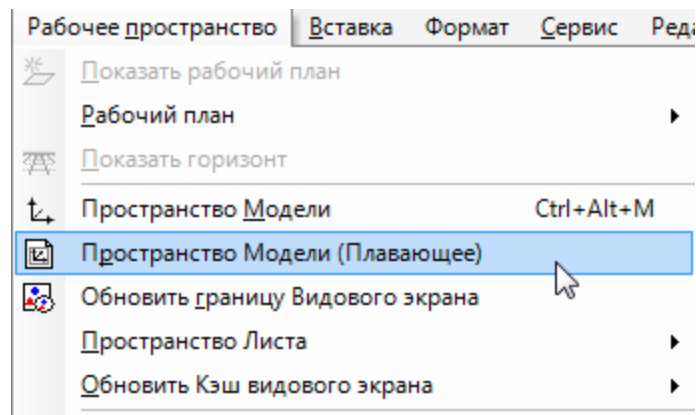 Рабочее пространство Вставка Формат Сервис
Показать рабочий план
Рабочий план
Показать горизонт
Пространство Модели Ctrl+Alt+M
Пространство Модели (Плавающее)
Обновить границу Видового экрана
Пространство Листа
Обновить Кэш видового экрана